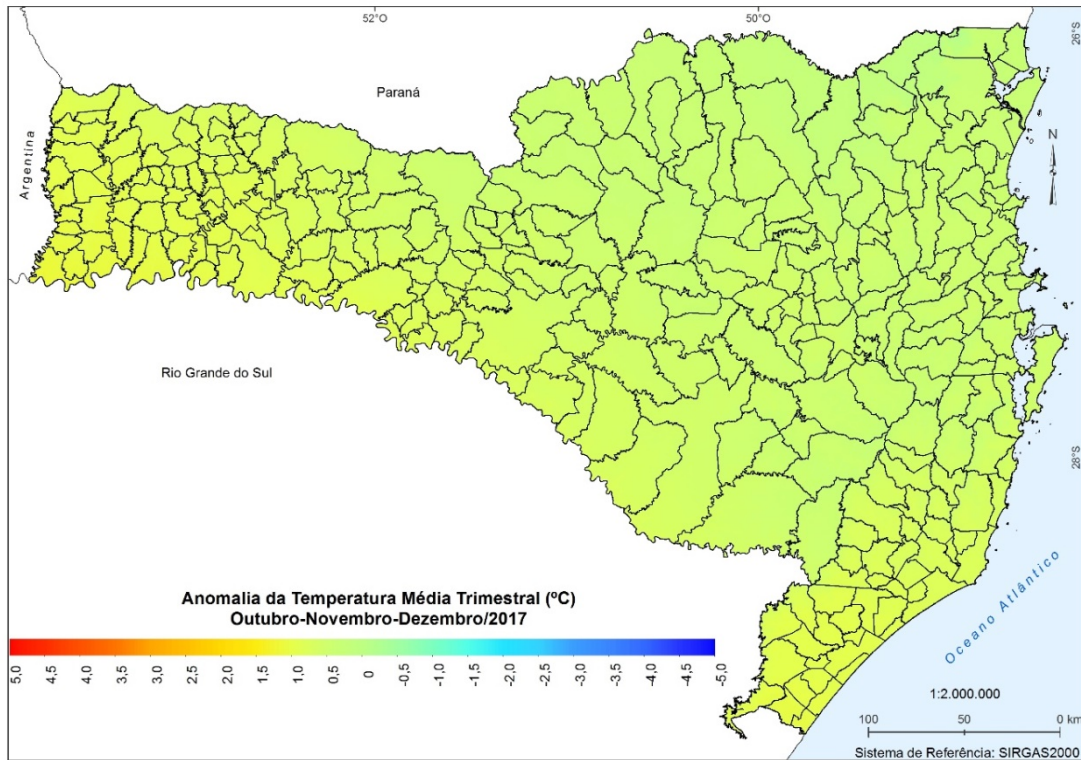 52°O
50°O
26°S
Paraná
N
Argentina
Rio Grande do Sul
28°S
Anomalia da Temperatura Média Trimestral (ºC)
Outubro-Novembro-Dezembro/2017
5.0 4.5 4.0 3.5 3.0 2.5 2.0 1.5 1.0 0.5 0 -0.5 -1.0 -1.5 -2.0 -2.5 -3.0 -3.5 -4.0 -4.5 -5.0
Oceano Atlântico
1:2.000.000
100 50 0 km
Sistema de Referência: SIRGAS2000